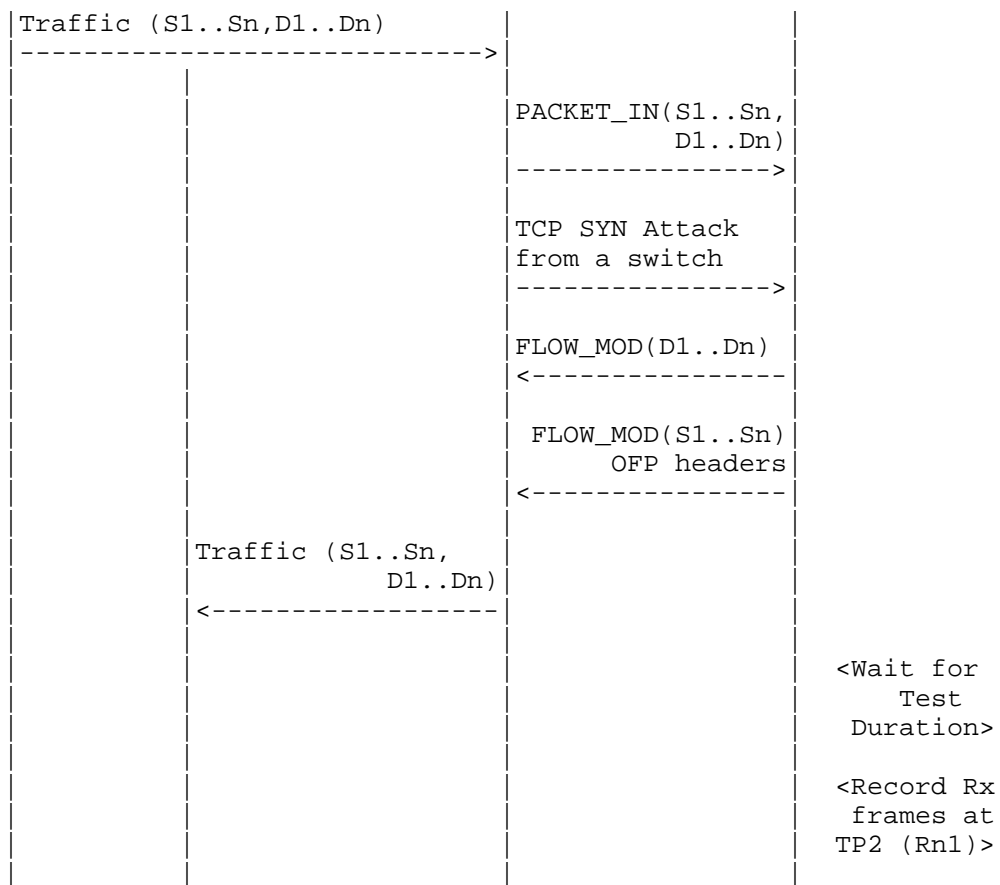 Traffic (S1..Sn,D1..Dn)
PACKET_IN(S1..Sn,
D1..Dn)
TCP SYN Attack
from a switch
FLOW_MOD(D1..Dn)
FLOW_MOD(S1..Sn)
OFP headers
Traffic (S1..Sn,
D1..Dn)
<Wait for
Test
Duration>
<Record Rx
frames at
TP2 (Rn1)>